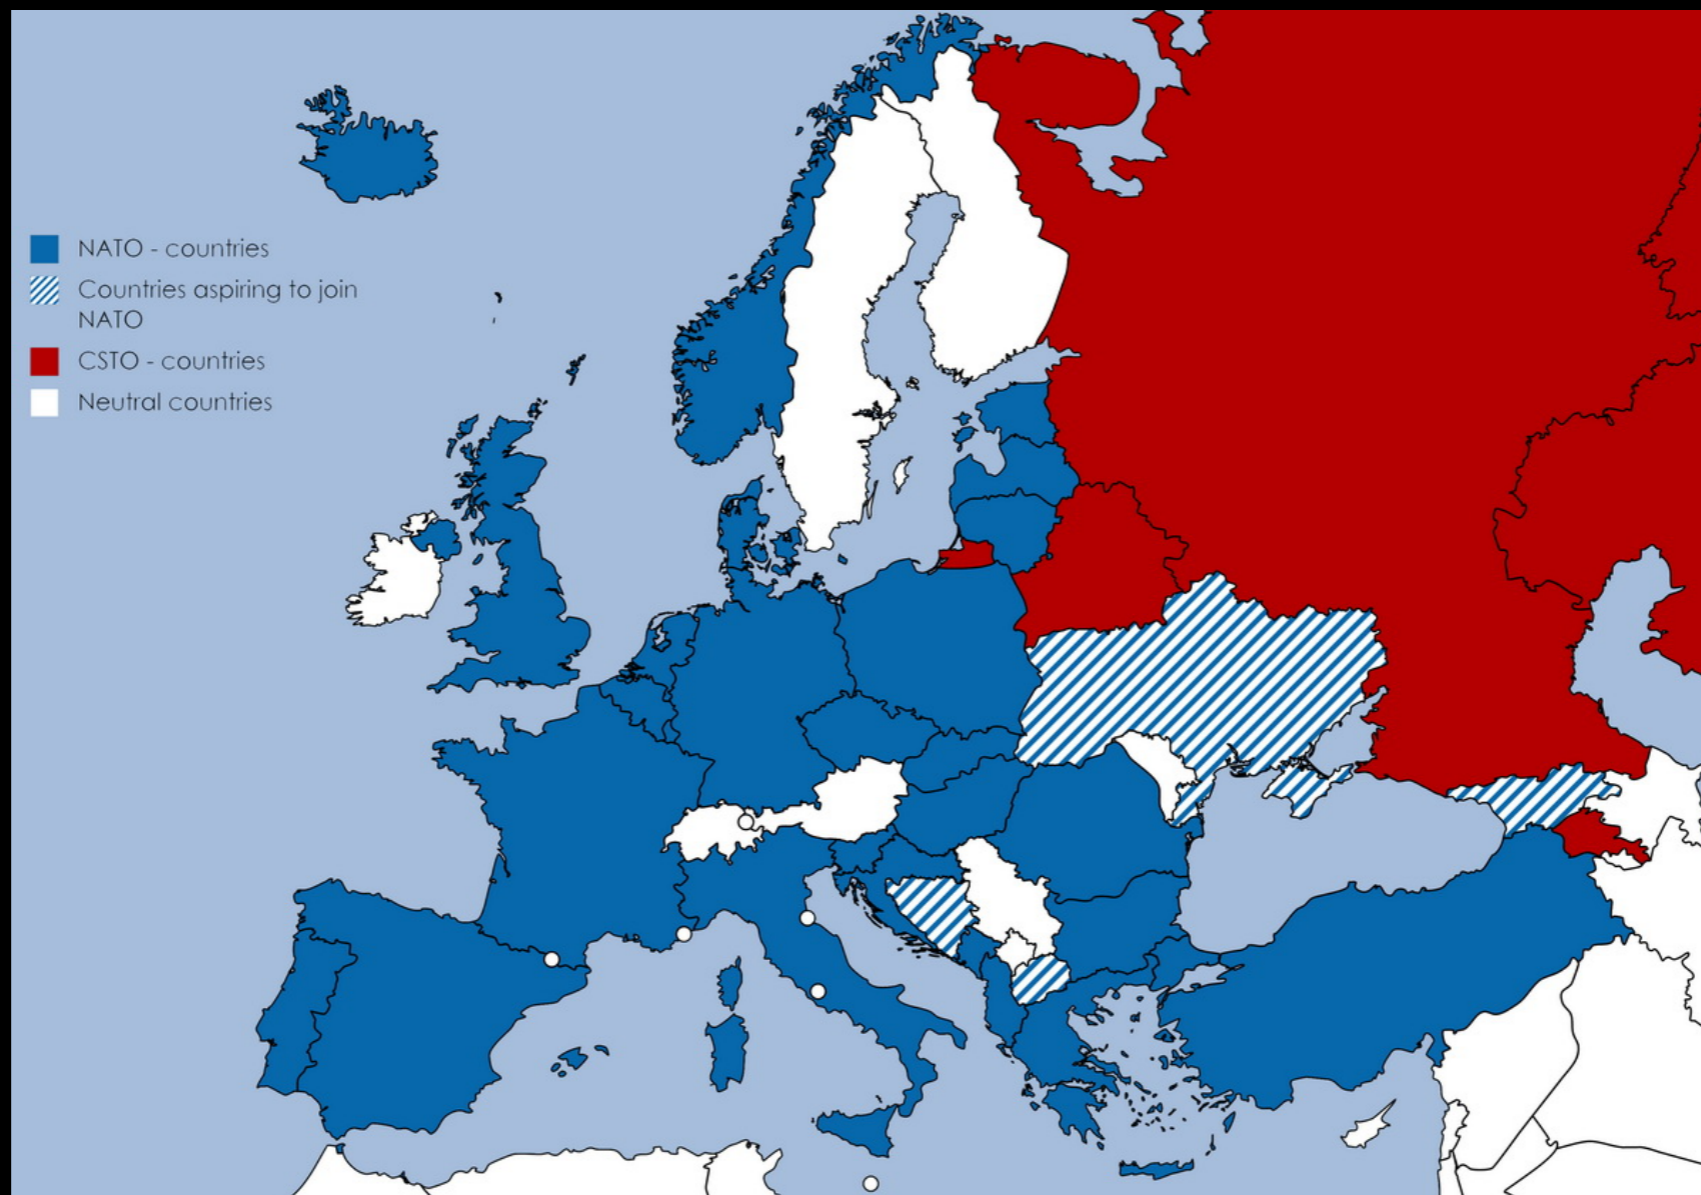 NATO - countries
Countries aspiring to join
NATO
CSTO - countries
Neutral countries